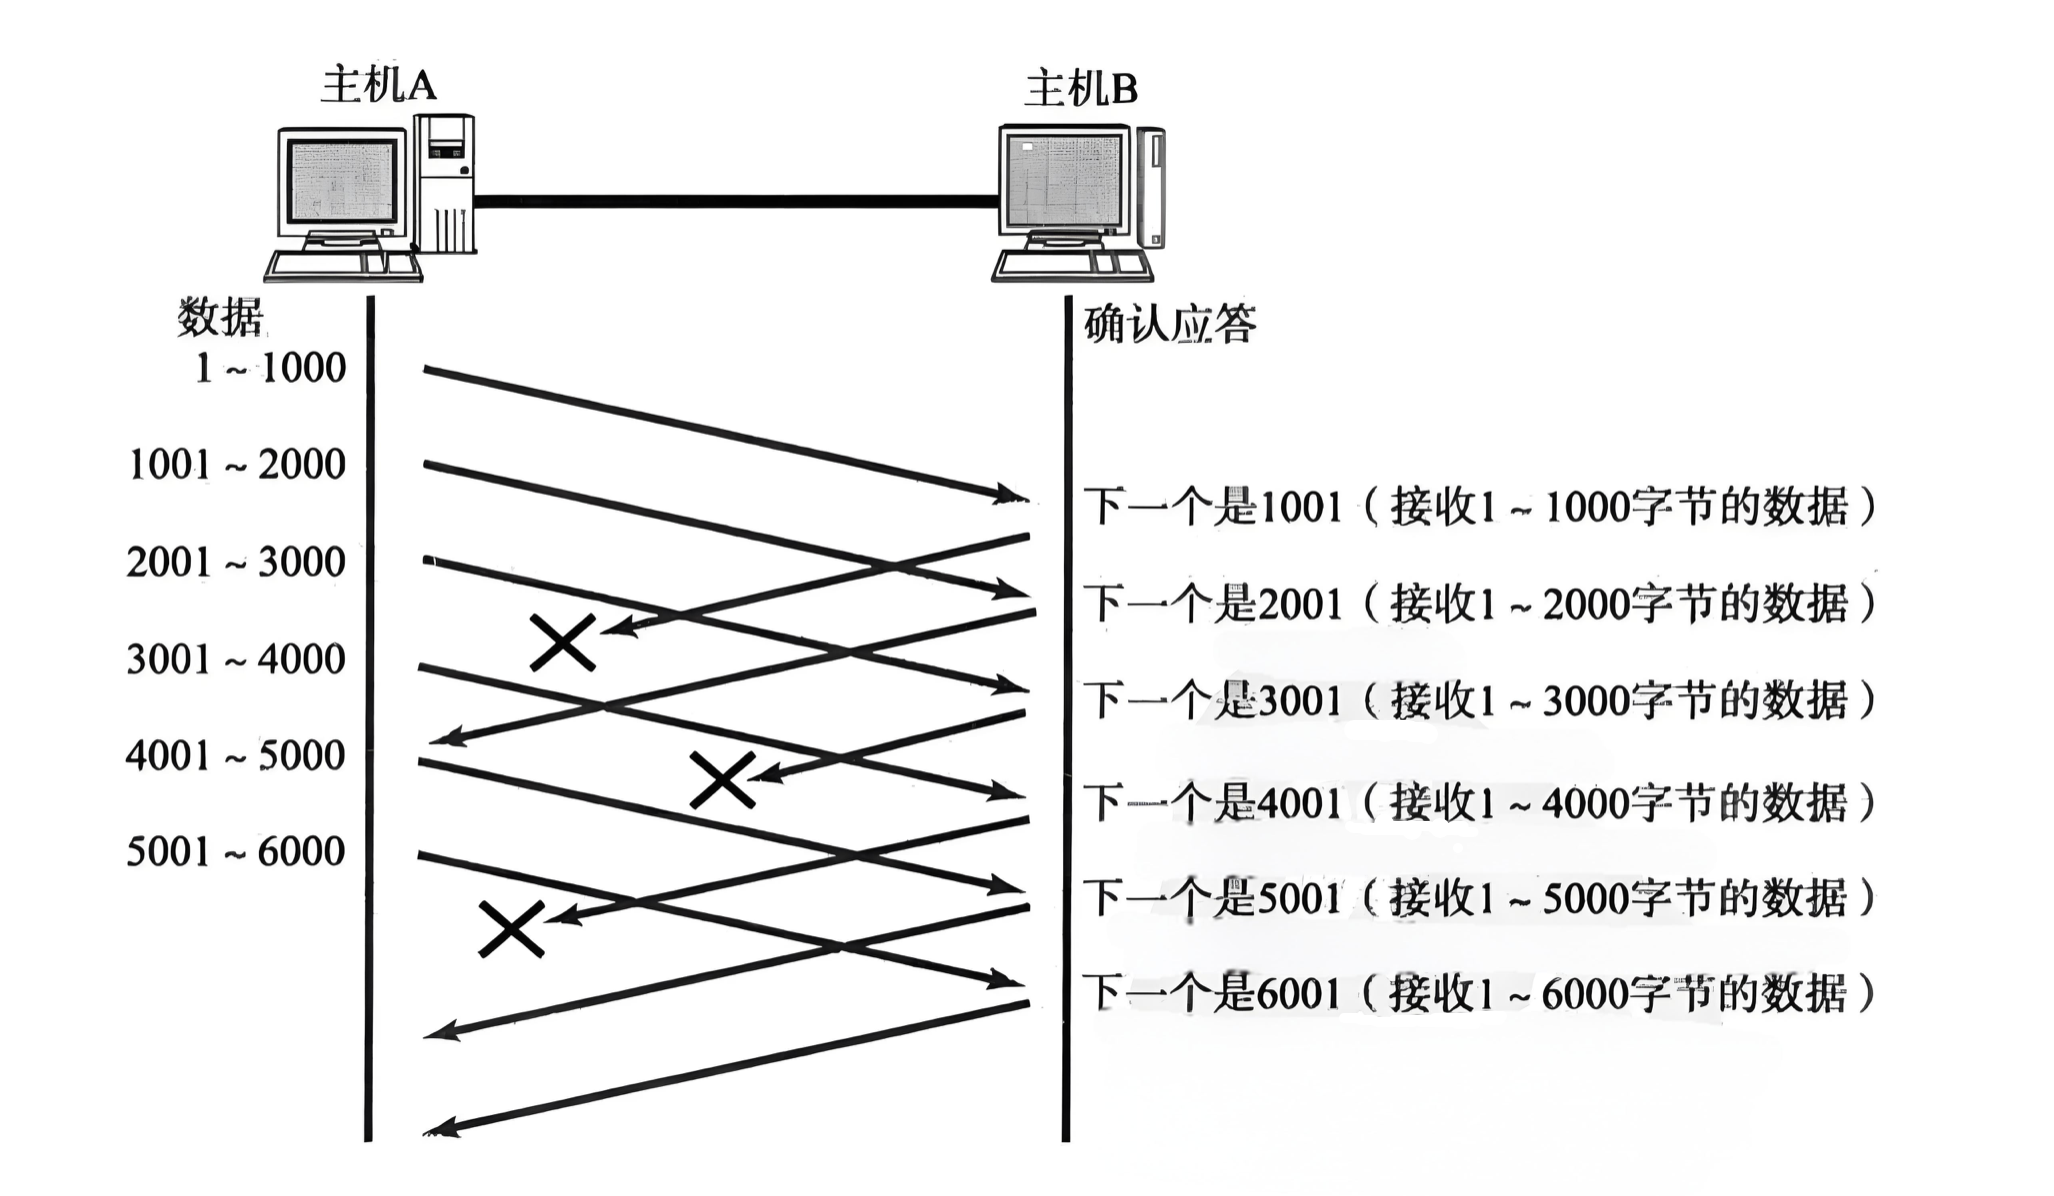 主机A
主机B
数据
确认应答
1~1000
1001~2000
2001~3000
3001~4000
4001~5000
5001~6000
下一个是1001（接收1~1000字节的数据）
下一个是2001（接收1~2000字节的数据）
下一个是3001（接收1~3000字节的数据）
下一个是4001（接收1~4000字节的数据）
下一个是5001（接收1~5000字节的数据）
下一个是6001（接收1~6000字节的数据）